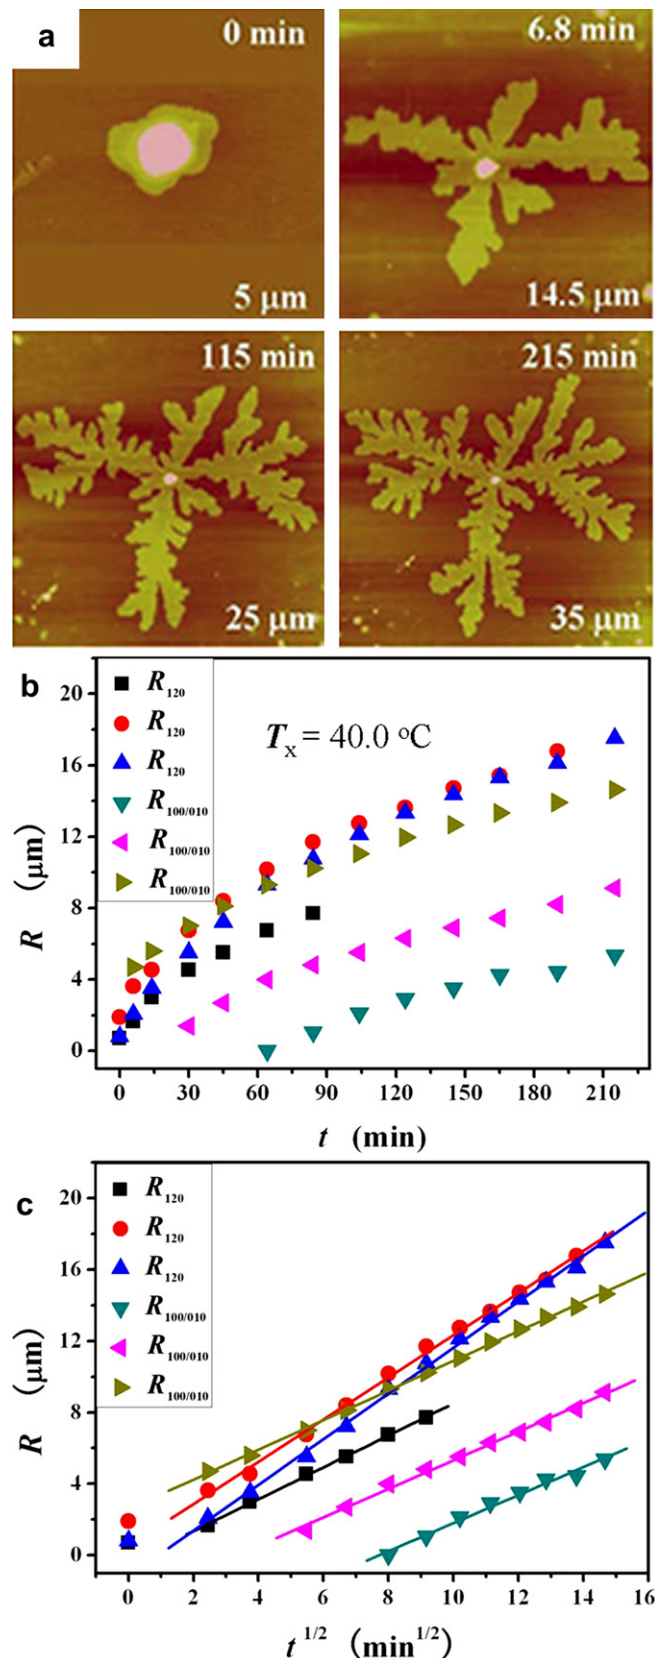 a
0 min
5 μm
6.8 min
14.5 μm
115 min
25 μm
215 min
35 μm
b
R120
R120
R120
R100/010
R100/010
R100/010
Tx = 40.0 °C
20
16
12
8
4
0
R (μm)
0 30 60 90 120 150 180 210
t (min)
c
R120
R120
R120
R100/010
R100/010
R100/010
20
16
12
8
4
0
R (μm)
0 2 4 6 8 10 12 14 16
t 1/2 (min1/2)